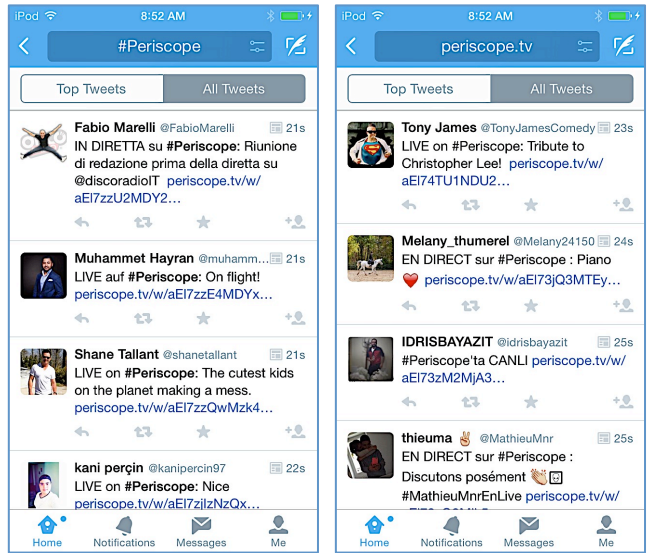 iPod 8:52 AM
#Periscope
Top Tweets All Tweets
Fabio Marelli @FabioMarelli 21s
IN DIRETTA su #Periscope: Riunione
di redazione prima della diretta su
@discoradioIT periscope.tv/w/
aEl7zzU2MDY2...
Muhammet Hayran @muhamm... 21s
LIVE auf #Periscope: On flight!
periscope.tv/w/aEl7zzE4MDYx...
Shane Tallant @shanetallant 21s
LIVE on #Periscope: The cutest kids
on the planet making a mess.
periscope.tv/w/aEl7zzQwMzk4...
kani perçin @kanipercin97 22s
LIVE on #Periscope: Nice
periscope.tv/w/aEl7zjIzNzQx...
Home Notifications Messages Me
iPod 8:52 AM
periscope.tv
Top Tweets All Tweets
Tony James @TonyJamesComedy 23s
LIVE on #Periscope: Tribute to
Christopher Lee! periscope.tv/w/
aEl74TU1NDU2...
Melany_thumerel @Melany24150 24s
EN DIRECT sur #Periscope : Piano
❤️ periscope.tv/w/aEl73jQ3MTEy...
IDRISBAYAZIT @idrisbayazit 25s
#Periscope'ta CANLI periscope.tv/w/
aEl73zM2MjA3...
thieuma ✌️ @MathieuMnr 25s
EN DIRECT sur #Periscope :
Discutons posément 👏
#MathieuMnrEnLive periscope.tv/w/
Home Notifications Messages Me